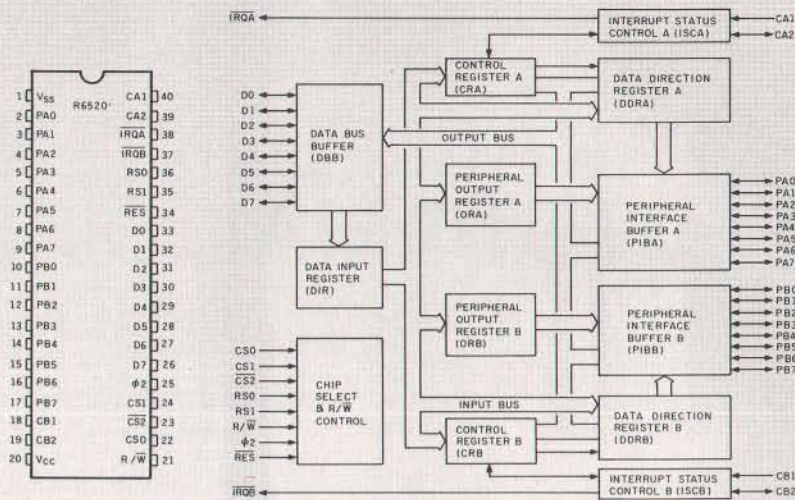 R6520
1 VSS CA1 40
2 PA0 CA2 39
3 PA1 IRQA 38
4 PA2 IRQB 37
5 PA3 RS0 36
6 PA4 RS1 35
7 PA5 RES 34
8 PA6 D0 33
9 PA7 D1 32
10 PB0 D2 31
11 PB1 D3 30
12 PB2 D4 29
13 PB3 D5 28
14 PB4 D6 27
15 PB5 D7 26
16 PB6 φ2 25
17 PB7 CS1 24
18 CB1 CS2 23
19 CB2 CS0 22
20 VCC R/W 21
IRQA
INTERRUPT STATUS
CONTROL A (ISCA)
CA1
CA2
CONTROL
REGISTER A
(CRA)
DATA DIRECTION
REGISTER A
(DDRA)
D0
D1
D2
D3
D4
D5
D6
D7
DATA BUS
BUFFER
(DBB)
OUTPUT BUS
PERIPHERAL
OUTPUT
REGISTER A
(ORA)
PERIPHERAL
INTERFACE
BUFFER A
(PIBA)
PA0
PA1
PA2
PA3
PA4
PA5
PA6
PA7
DATA INPUT
REGISTER
(DIR)
PERIPHERAL
OUTPUT
REGISTER B
(ORB)
PERIPHERAL
INTERFACE
BUFFER B
(PIBB)
PB0
PB1
PB2
PB3
PB4
PB5
PB6
PB7
CS0
CS1
CS2
RS0
RS1
R/W
φ2
RES
CHIP
SELECT
& R/W
CONTROL
INPUT BUS
CONTROL
REGISTER B
(CRB
DATA DIRECTION
REGISTER B
(DDRB)
IRQB
INTERRUPT STATUS
CONTROL B (ISCB)
CB1
CB2